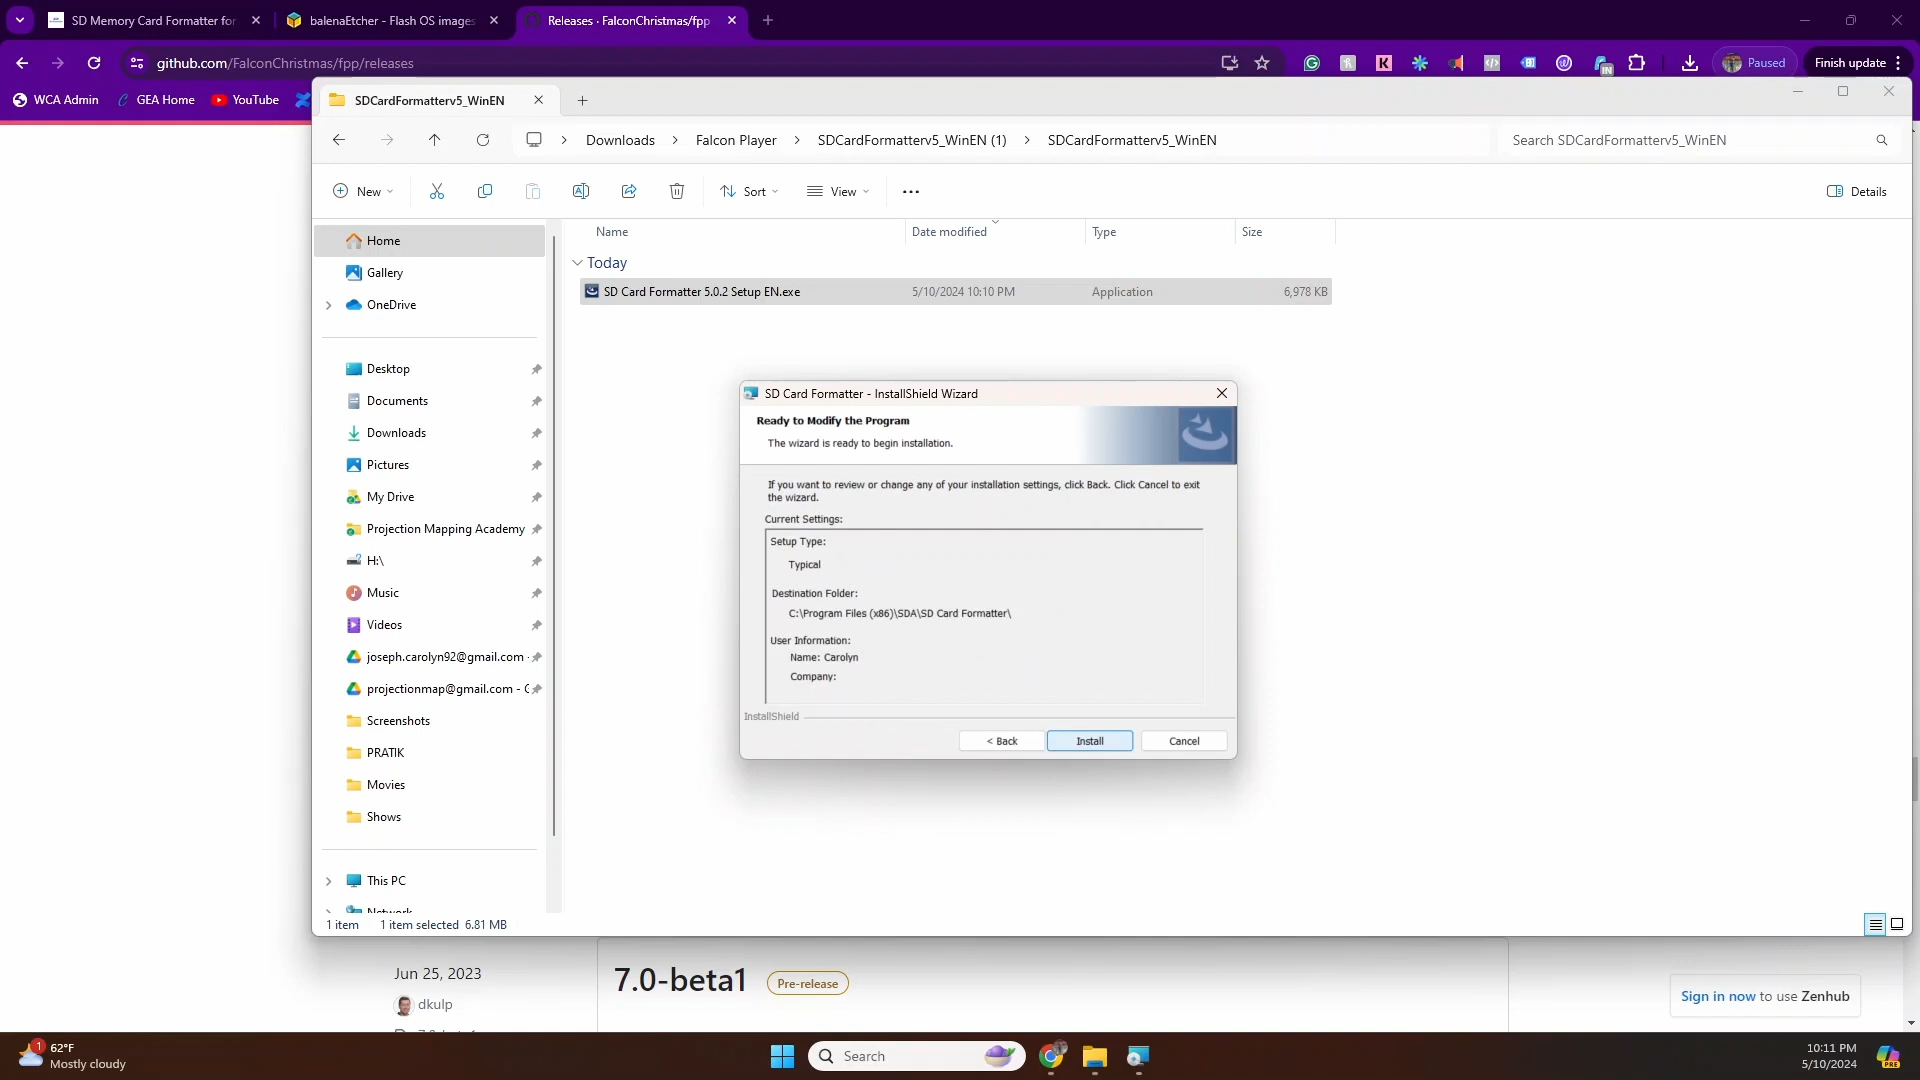 SD Memory Card Formatter for
balenaEtcher - Flash OS images
Releases · FalconChristmas/fpp
github.com/FalconChristmas/fpp/releases
Paused
Finish update
WCA Admin
GEA Home
YouTube
SDCardFormatterv5_WinEN
Downloads
Falcon Player
SDCardFormatterv5_WinEN (1)
SDCardFormatterv5_WinEN
Search SDCardFormatterv5_WinEN
New
Sort
View
Details
Home
Gallery
OneDrive
Desktop
Documents
Downloads
Pictures
My Drive
Projection Mapping Academy
H:\
Music
Videos
joseph.carolyn92@gmail.com -
projectionmap@gmail.com - G
Screenshots
PRATIK
Movies
Shows
This PC
Network
Name
Date modified
Type
Size
Today
SD Card Formatter 5.0.2 Setup EN.exe
5/10/2024 10:10 PM
Application
6,978 KB
SD Card Formatter - InstallShield Wizard
Ready to Modify the Program
The wizard is ready to begin installation.
If you want to review or change any of your installation settings, click Back. Click Cancel to exit
the wizard.
Current Settings:
Setup Type:
Typical
Destination Folder:
C:\Program Files (x86)\SDA\SD Card Formatter\
User Information:
Name: Carolyn
Company:
InstallShield
< Back
Install
Cancel
1 item
1 item selected 6.81 MB
Jun 25, 2023
dkulp
7.0-beta1
Pre-release
Sign in now to use Zenhub
1
62°F
Mostly cloudy
Search
10:11 PM
5/10/2024